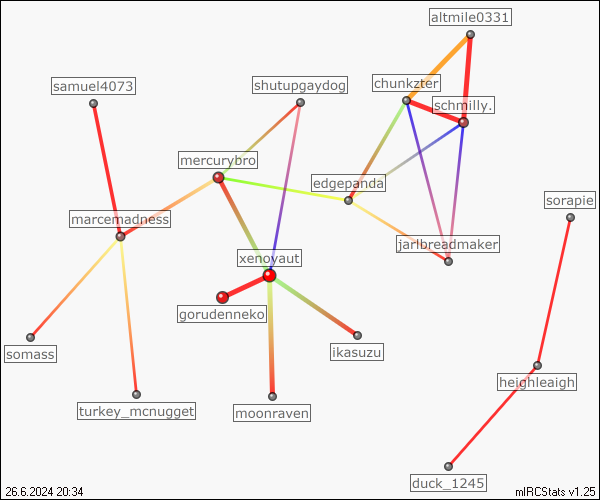 altmile0331
samuel4073
shutupgaydog
chunkzter
schmilly.
mercurybro
edgepanda
sorapie
marcemadness
jarlbreadmaker
xenoyaut
gorudenneko
somass
ikasuzu
heighleaigh
turkey_mcnugget
moonraven
duck_1245
26.6.2024 20:34
mIRCStats v1.25